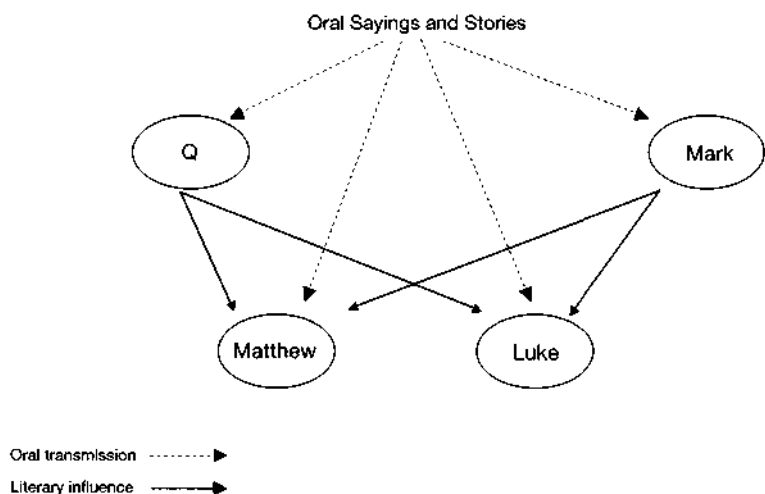 Oral Sayings and Stories
Q
Mark
Matthew
Luke
Oral transmission
Literary influence